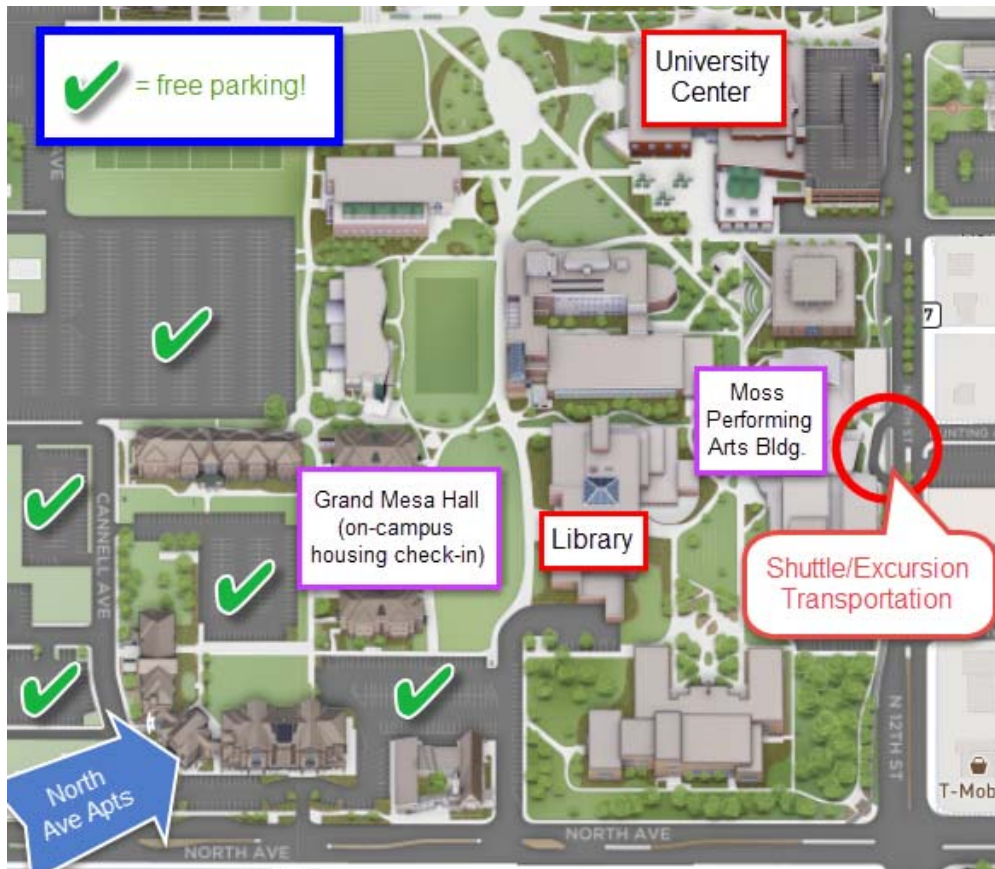 = free parking!
University
Center
AVE
7
Moss
Performing
Arts Bldg.
Grand Mesa Hall
(on-campus
housing check-in)
Library
CANNELL AVE
Shuttle/Excursion
Transportation
N 12TH ST
T-Mob
North
Ave Apts
NORTH AVE
NORTH AVE